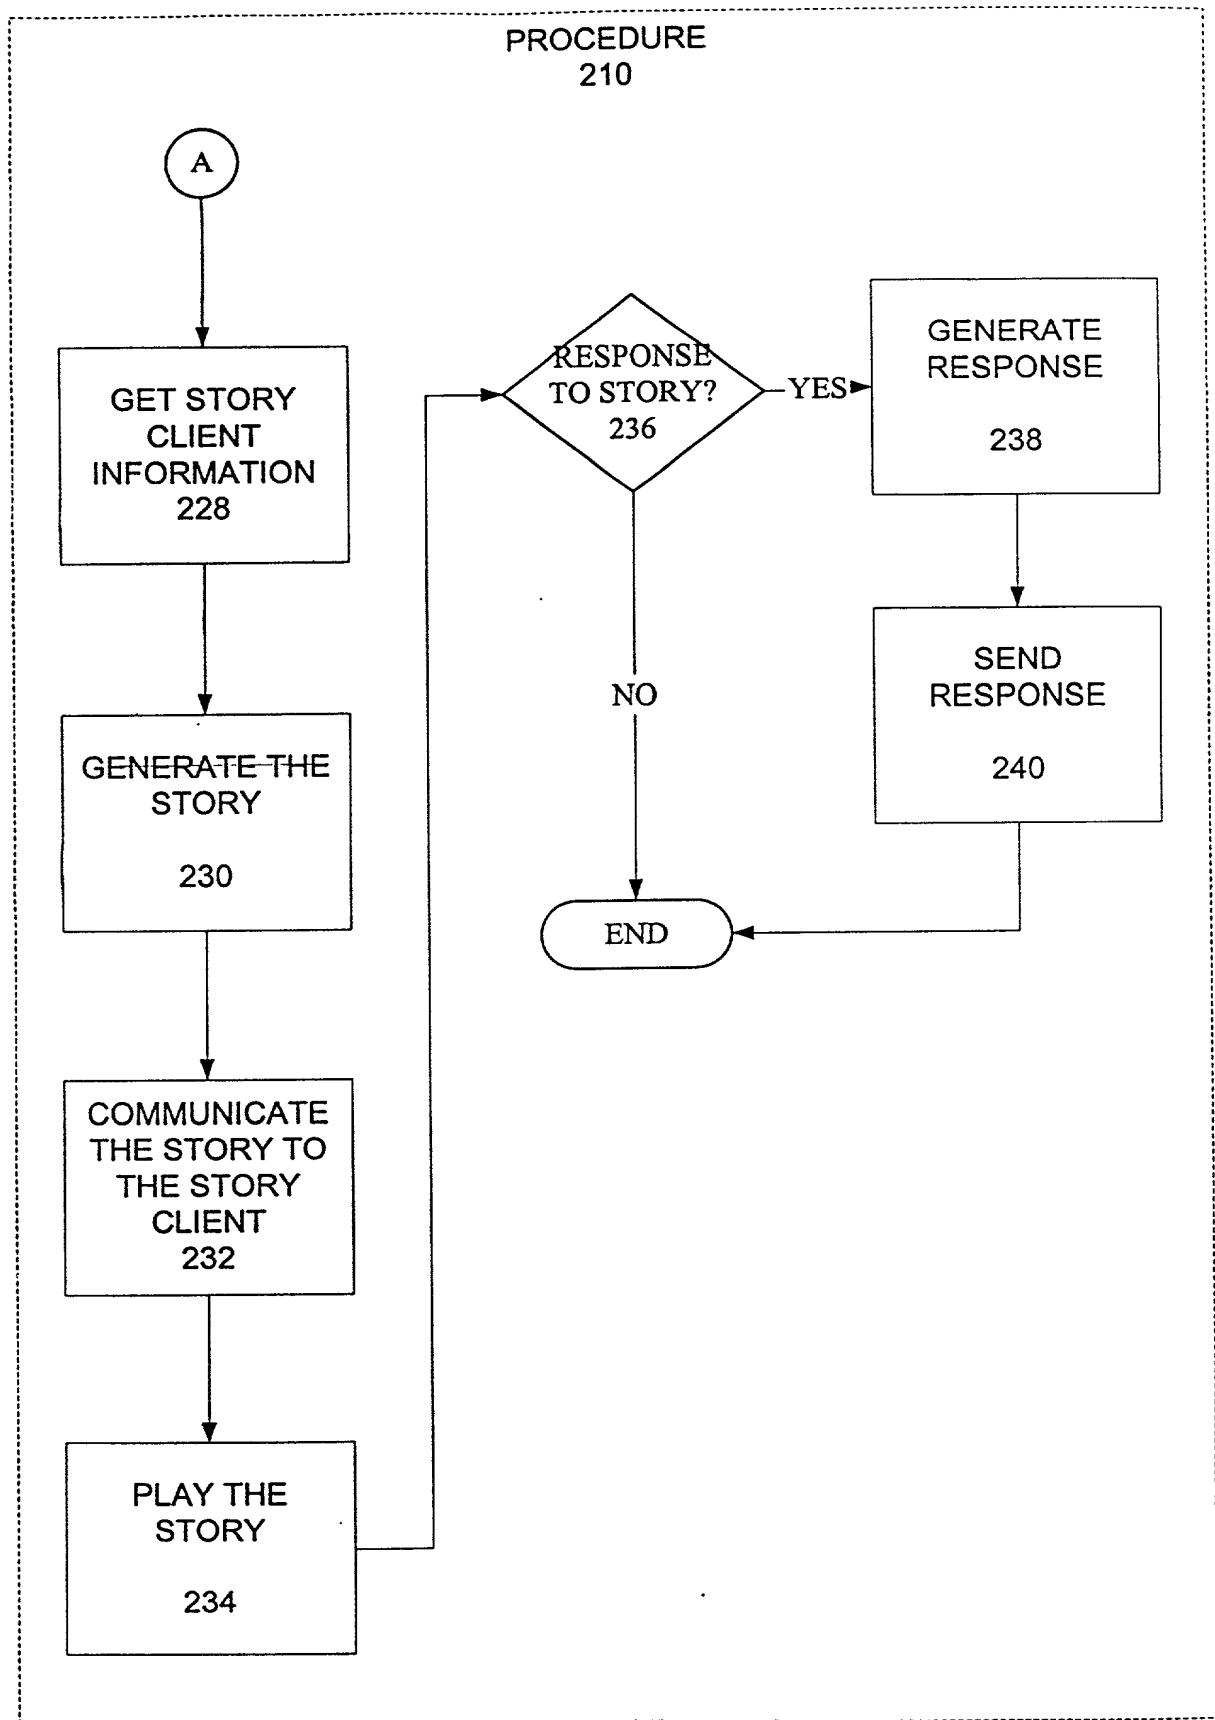 PROCEDURE
210
A
GET STORY
CLIENT
INFORMATION
228
GENERATE THE
STORY
230
COMMUNICATE
THE STORY TO
THE STORY
CLIENT
232
PLAY THE
STORY
234
RESPONSE
TO STORY?
236
YES
NO
GENERATE
RESPONSE
238
SEND
RESPONSE
240
END